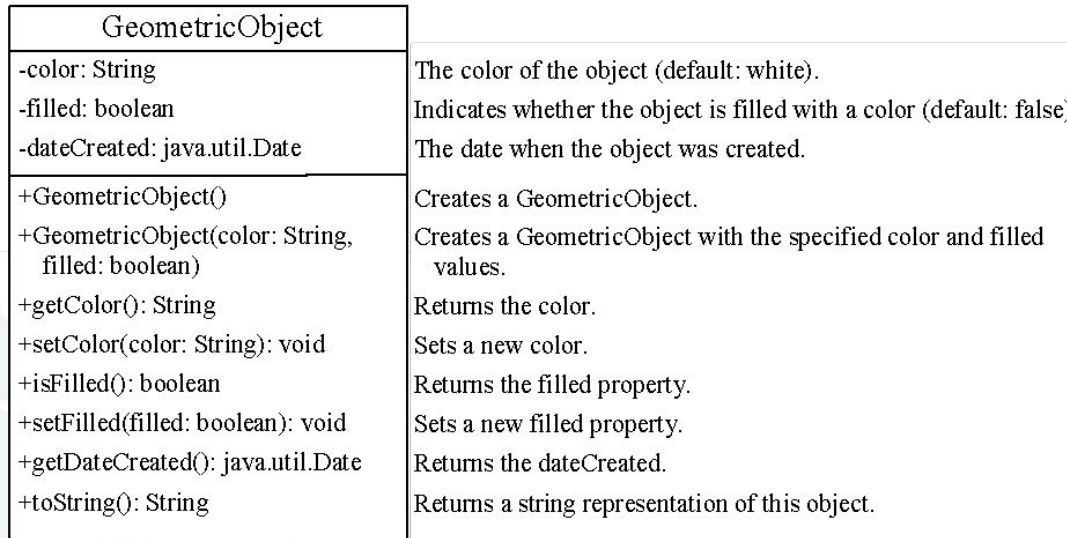 GeometricObject
-color: String
The color of the object (default: white).
-filled: boolean
Indicates whether the object is filled with a color (default: false)
-dateCreated: java.util.Date
The date when the object was created.
+GeometricObject()
Creates a GeometricObject.
+GeometricObject(color: String,
filled: boolean)
Creates a GeometricObject with the specified color and filled
values.
+getColor(): String
Returns the color.
+setColor(color: String): void
Sets a new color.
+isFilled(): boolean
Returns the filled property.
+setFilled(filled: boolean): void
Sets a new filled property.
+getDateCreated(): java.util.Date
Returns the dateCreated.
+toString(): String
Returns a string representation of this object.